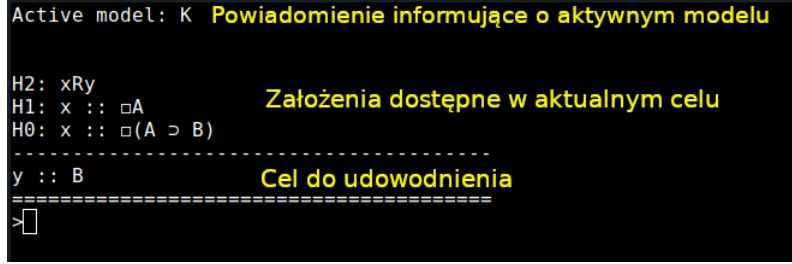 Active model: K Powiadomienie informujące o aktywnym modelu
H2: xRy
H1: x :: □A Założenia dostępne w aktualnym celu
H0: x :: □(A ⊃ B)
----------------------------------------
y :: B Cel do udowodnienia
========================================
>